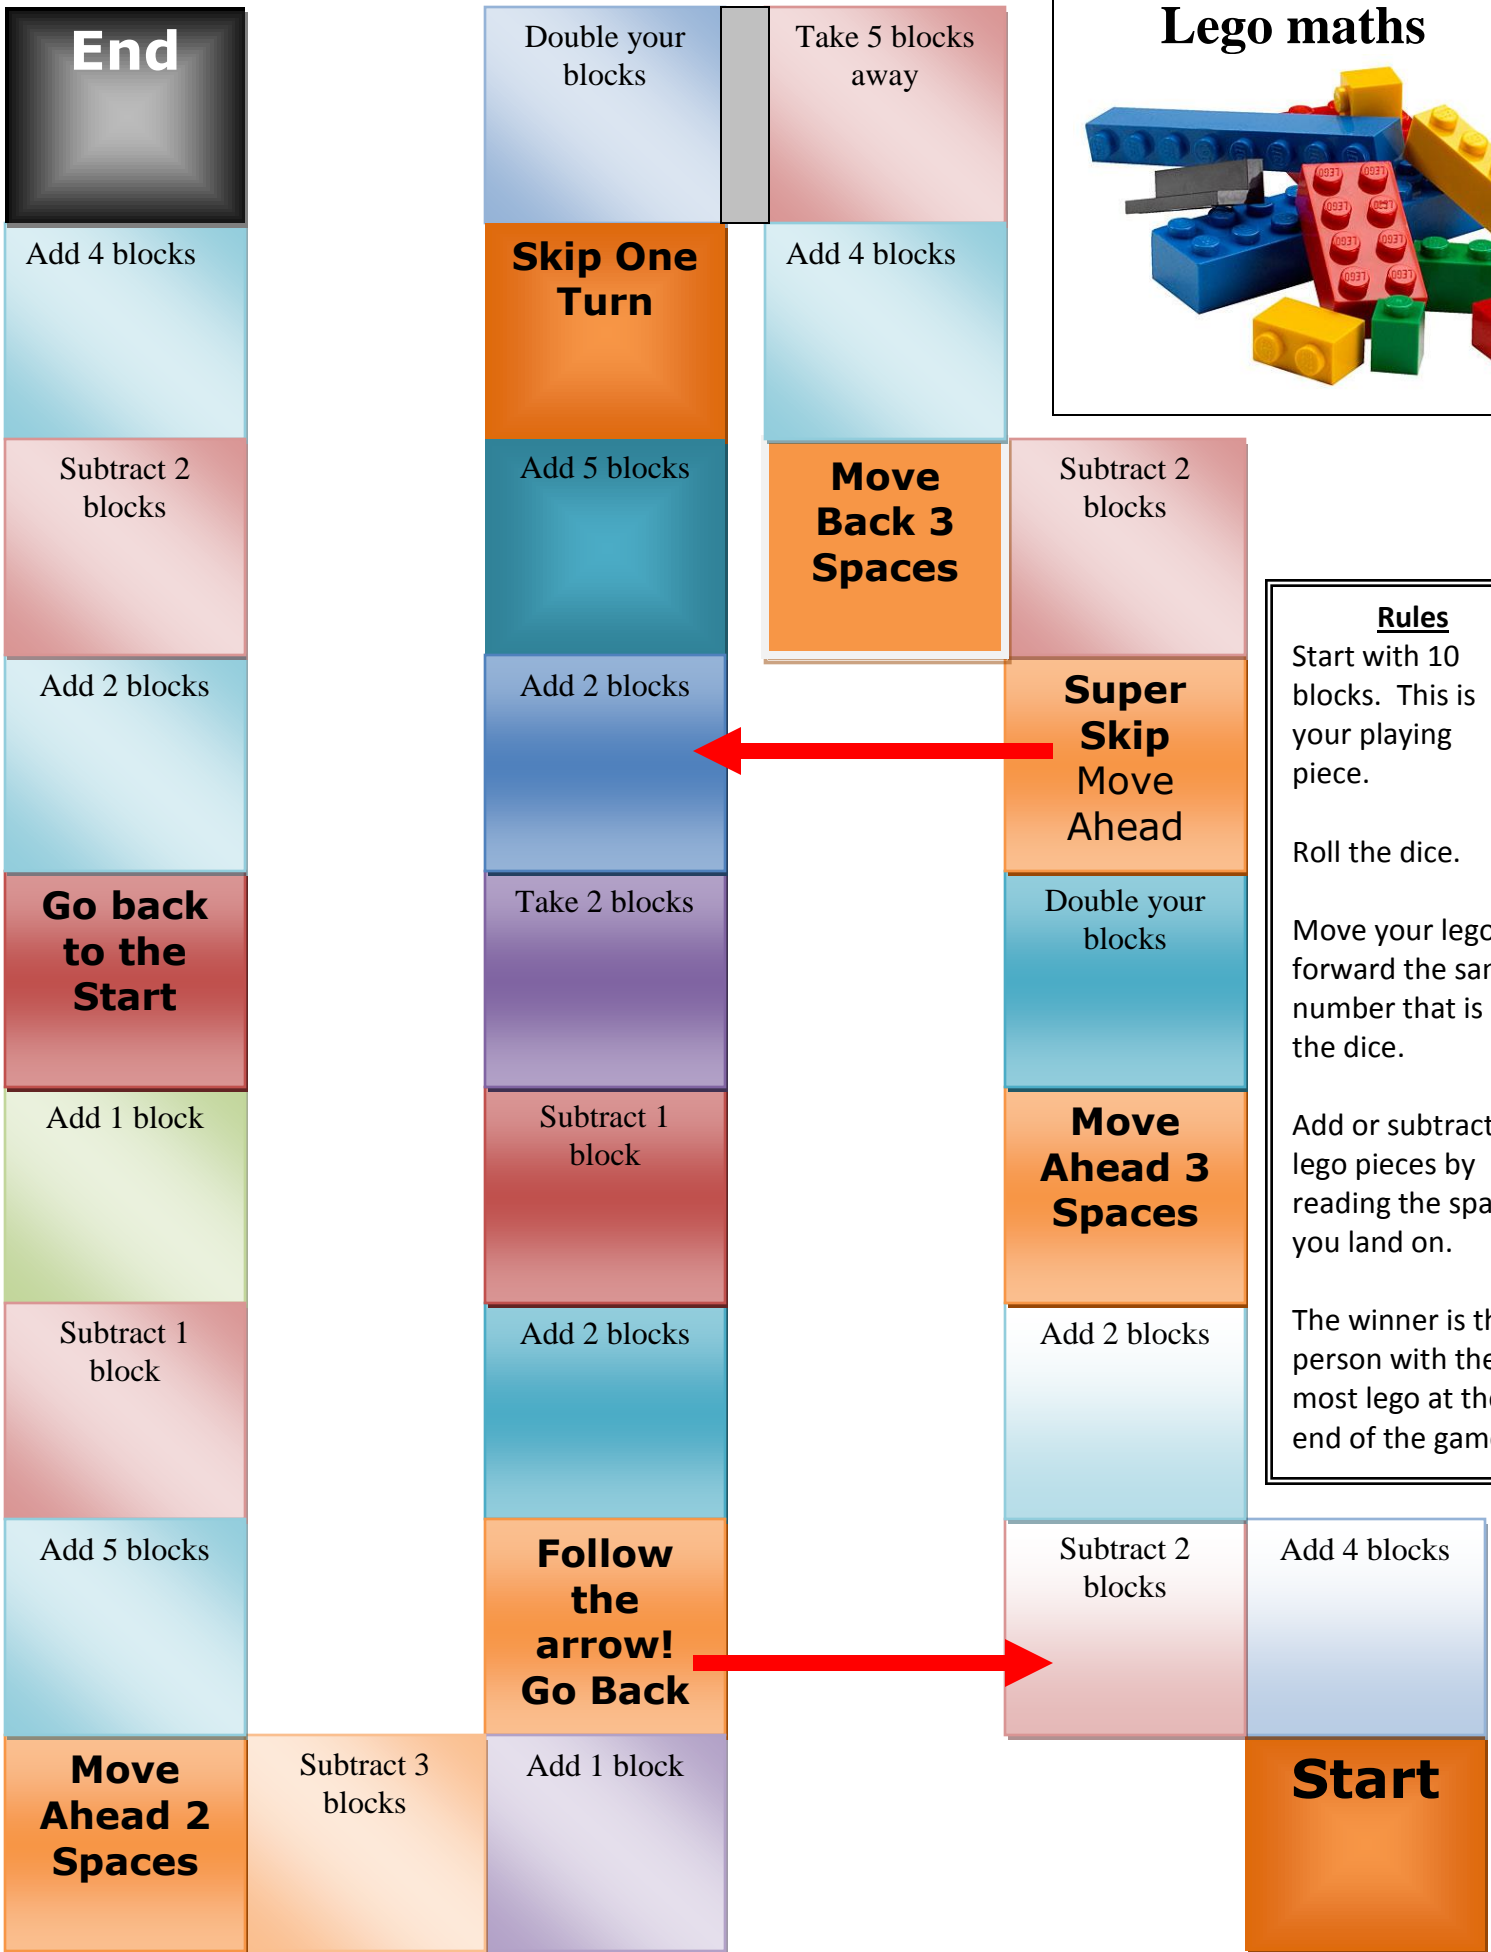 End
Double your
blocks
Take 5 blocks
away
Lego maths
Add 4 blocks
Skip One
Turn
Add 4 blocks
Subtract 2
blocks
Add 5 blocks
Move
Back 3
Spaces
Subtract 2
blocks
Add 2 blocks
Add 2 blocks
Super
Skip
Move
Ahead
Go back
to the
Start
Take 2 blocks
Double your
blocks
Add 1 block
Subtract 1
block
Move
Ahead 3
Spaces
Subtract 1
block
Add 2 blocks
Add 2 blocks
Add 5 blocks
Follow
the
arrow!
Go Back
Subtract 2
blocks
Add 4 blocks
Move
Ahead 2
Spaces
Subtract 3
blocks
Add 1 block
Start
Rules
Start with 10
blocks. This is
your playing
piece.
Roll the dice.
Move your lego
forward the
number that is
the dice.
Add or subtract
lego pieces by
reading the
you land on.
The winner is
person with the
most lego at the
end of the